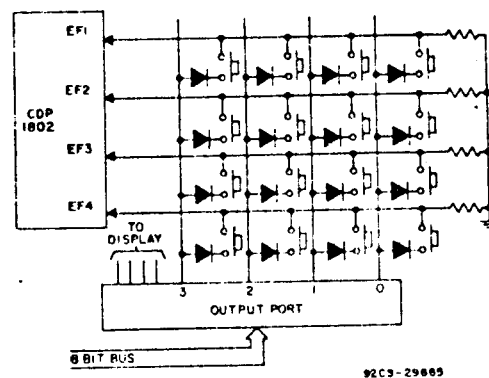 EF1
EF2
CDP
1802
EF3
EF4
TO
DISPLAY
3 2 1 0
OUTPUT PORT
8 BIT BUS
92CS-29885